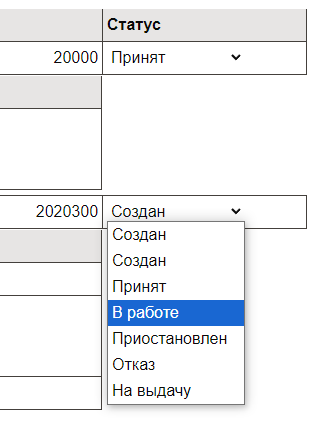 Статус
20000 Принят
2020300 Создан
Создан
Создан
Принят
В работе
Приостановлен
Отказ
На выдачу